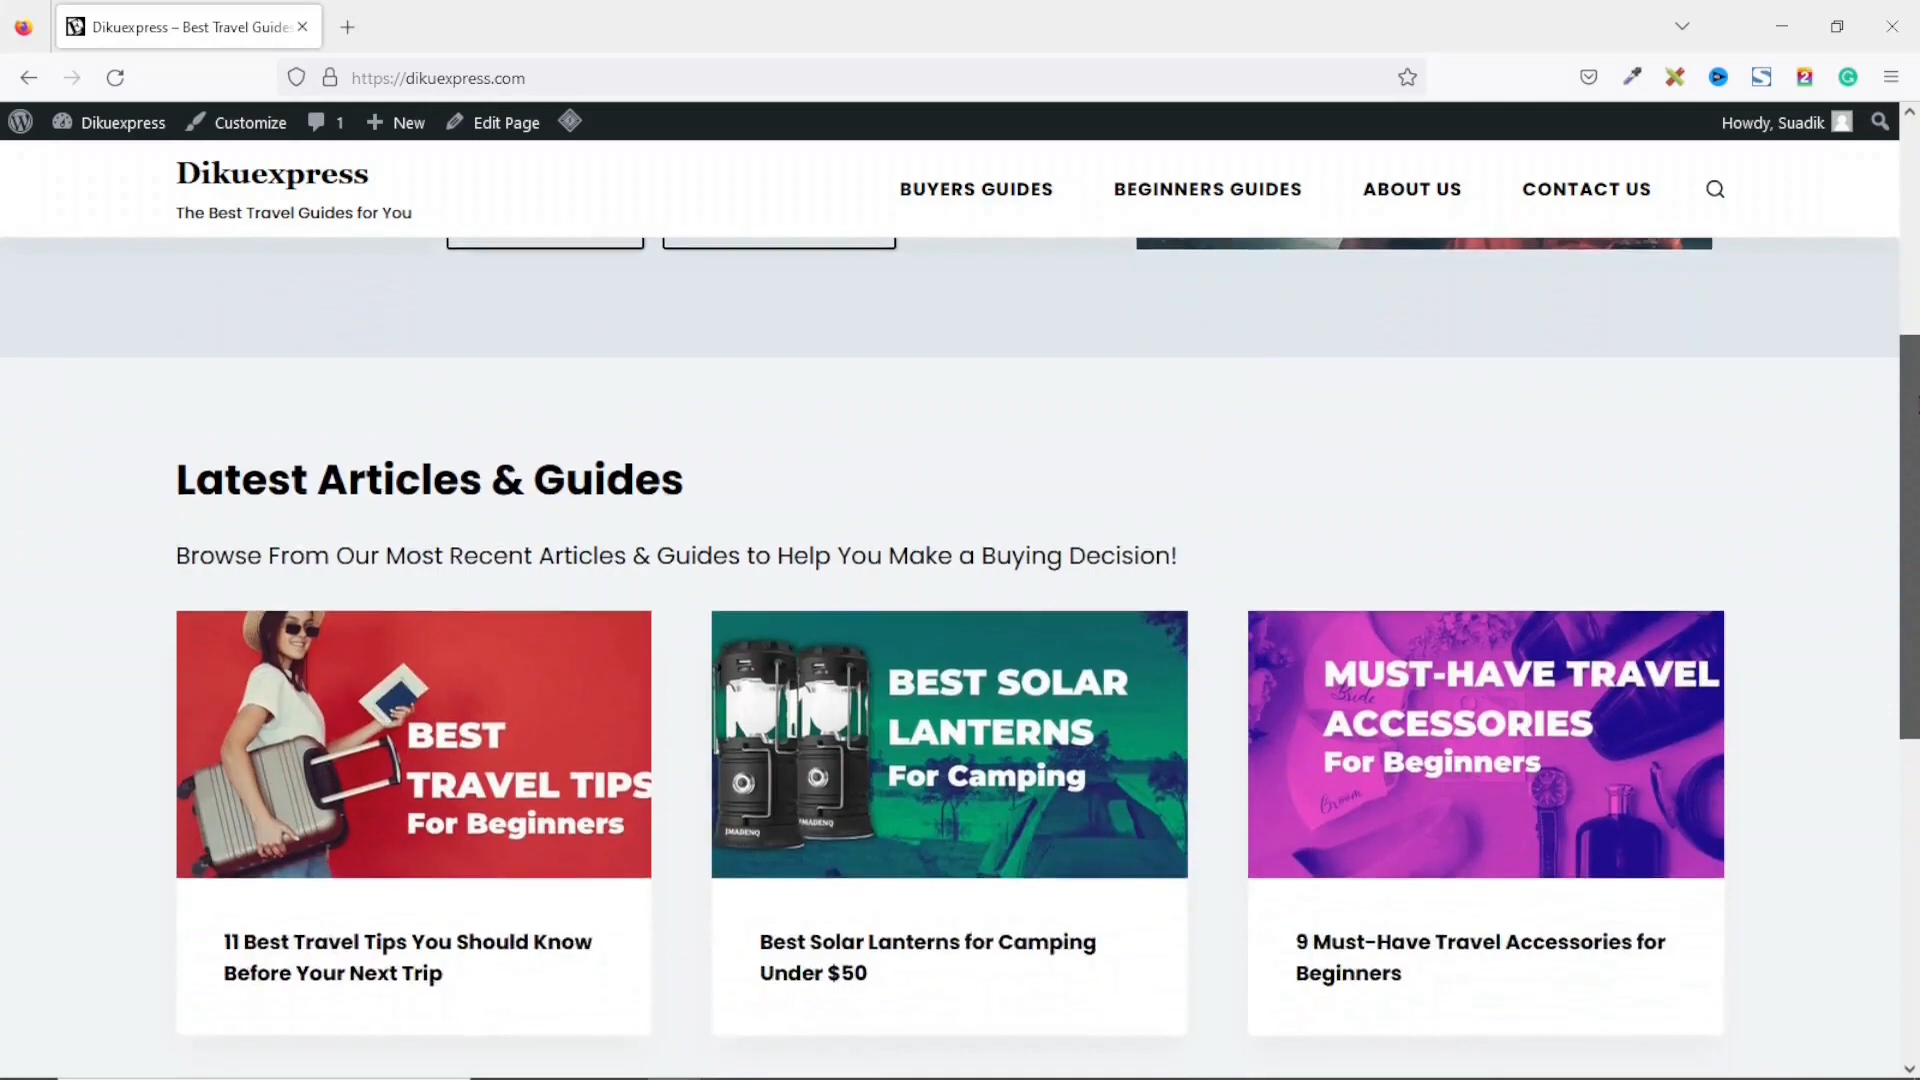 Dikuexpress – Best Travel Guides
https://dikuexpress.com
2
Dikuexpress
Customize
1
New
Edit Page
Howdy, Suadik
Dikuexpress
The Best Travel Guides for You
BUYERS GUIDES
BEGINNERS GUIDES
ABOUT US
CONTACT US
Latest Articles & Guides
Browse From Our Most Recent Articles & Guides to Help You Make a Buying Decision!
BEST
TRAVEL TIPS
For Beginners
BEST SOLAR
LANTERNS
For Camping
JMADENQ
MUST-HAVE TRAVEL
Bride
ACCESSORIES
For Beginners
Groom
11 Best Travel Tips You Should Know
Before Your Next Trip
Best Solar Lanterns for Camping
Under $50
9 Must-Have Travel Accessories for
Beginners